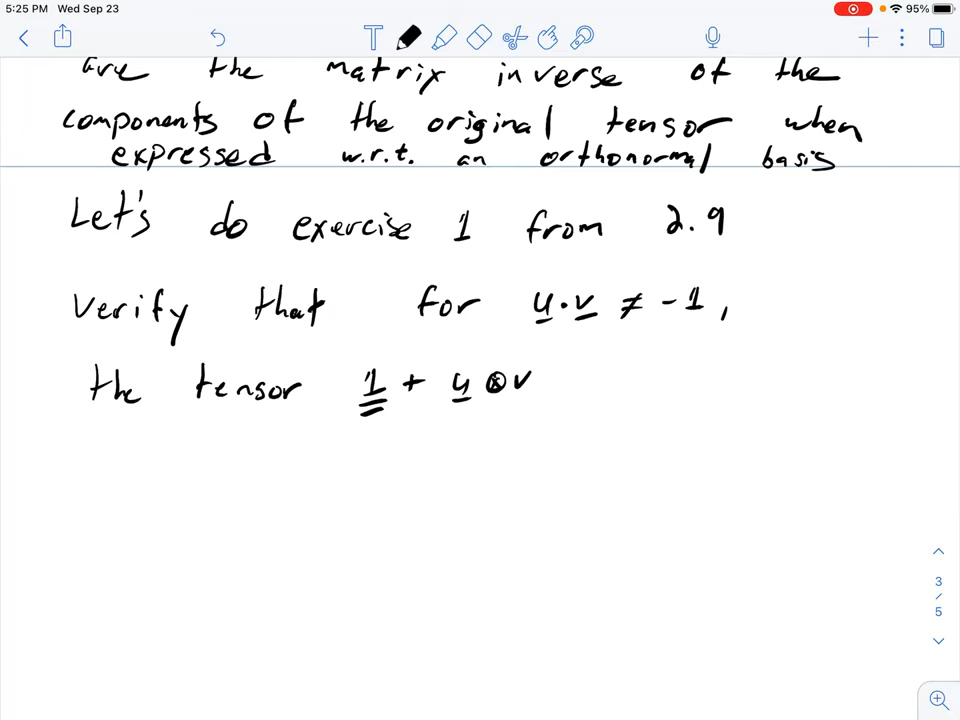 5:25 PM Wed Sep 23 95%
T
are the matrix inverse of the
components of the original tensor when
expressed w.r.t. an orthonormal basis
Let's do exercise 1 from 2.9
Verify that for u · v ≠ -1,
the tensor 1 + u ⊗ v
3
/
5